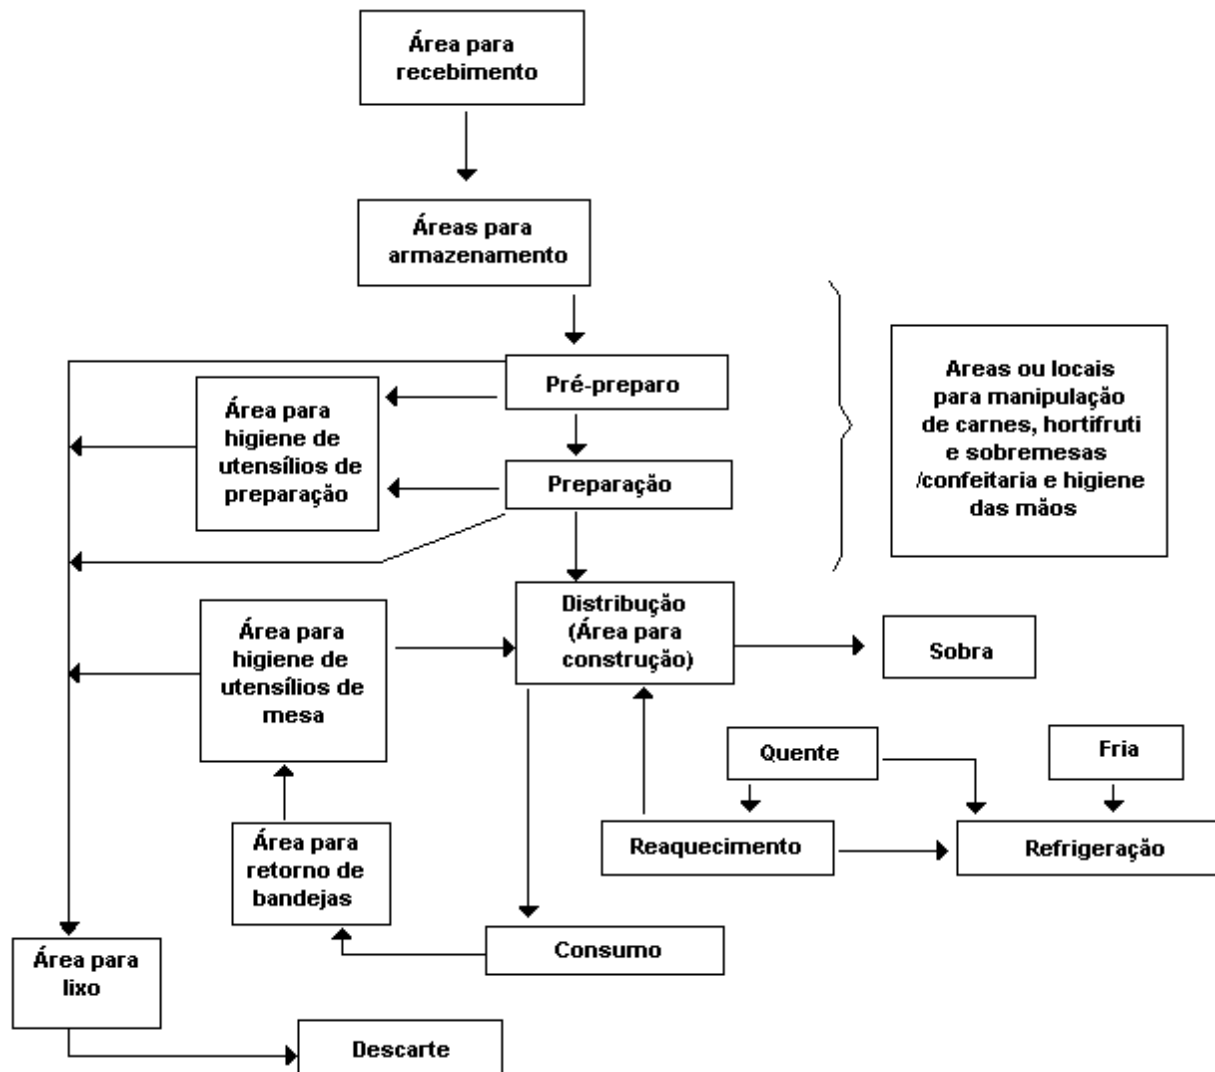 Área para
recebimento
Áreas para
armazenamento
Pré-preparo
Área para
higiene de
utensílios de
preparação
Preparação
Areas ou locais
para manipulação
de carnes, hortifruti
e sobremesas
/confeitaria e higiene
das mãos
Distribução
(Área para
construção)
Sobra
Área para
higiene de
utensílios de
mesa
Quente
Fria
Reaquecimento
Refrigeração
Área para
retorno de
bandejas
Consumo
Área para
lixo
Descarte